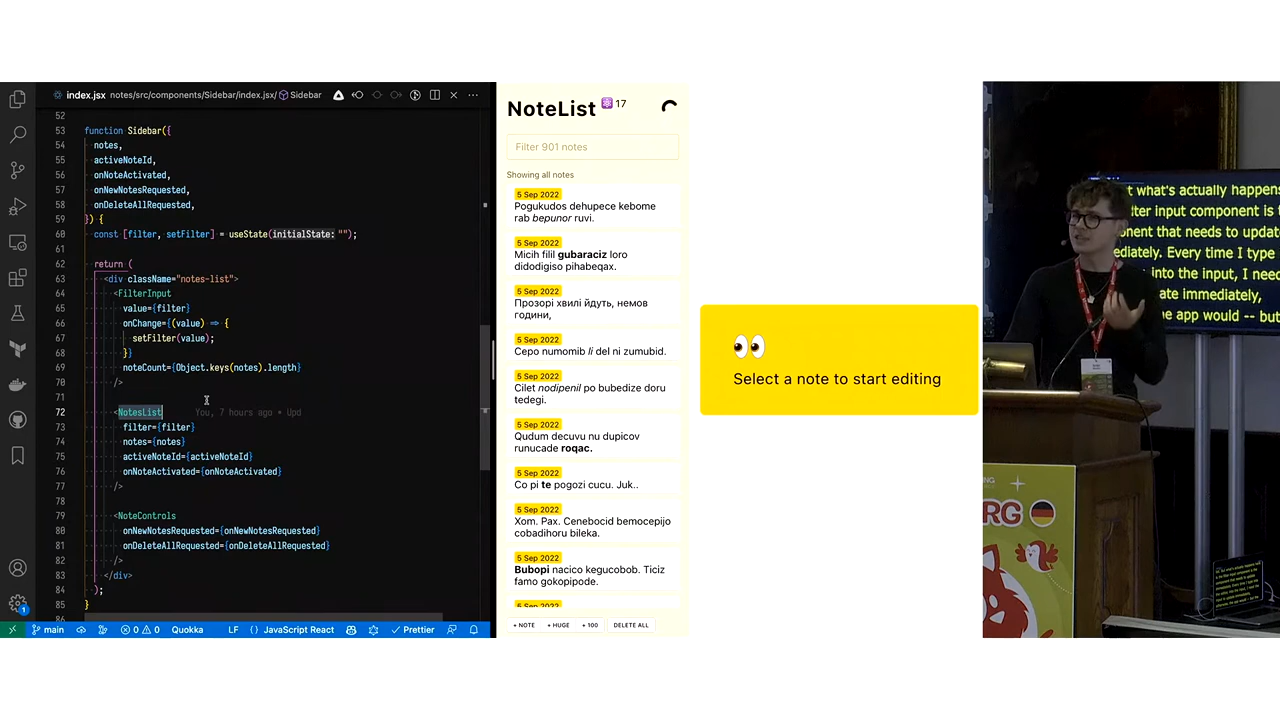 index.jsx notes/src/components/Sidebar/index.jsx/ Sidebar
52
53 function Sidebar({
54 notes,
55 activeNoteId,
56 onNoteActivated,
57 onNewNotesRequested,
58 onDeleteAllRequested,
59 }) {
60 const [filter, setFilter] = useState(initialState: "");
61
62 return (
63 <div className="notes-list">
64 <FilterInput
65 value={filter}
66 onChange={(value) => {
67 setFilter(value);
68 }}
69 noteCount={Object.keys(notes).length}
70 />
71
72 <NotesList You, 7 hours ago • Upd
73 filter={filter}
74 notes={notes}
75 activeNoteId={activeNoteId}
76 onNoteActivated={onNoteActivated}
77 />
78
79 <NoteControls
80 onNewNotesRequested={onNewNotesRequested}
81 onDeleteAllRequested={onDeleteAllRequested}
82 />
83 </div>
84 );
85 }
1
main 0 0 Quokka LF {} JavaScript React Prettier
NoteList 17
Filter 901 notes
Showing all notes
5 Sep 2022
Pogukudos dehupece kebome
rab bepunor ruvi.
5 Sep 2022
Micih filil gubaraciz loro
didodigiso pihabeqax.
5 Sep 2022
Прозорі хвилі йдуть, немов
години,
5 Sep 2022
Cepo numomib li del ni zumubid.
5 Sep 2022
Cilet nodipenil po bubedize doru
tedegi.
5 Sep 2022
Qudum decuvu nu dupicov
runucade roqac.
5 Sep 2022
Co pi te pogozi cucu. Juk..
5 Sep 2022
Xom. Pax. Cenebocid bemocepijo
cobadihoru bileka.
5 Sep 2022
Bubopi nacico kegucobob. Ticiz
famo gokopipode.
5 Sep 2022
+ NOTE + HUGE + 100 DELETE ALL
Select a note to start editing
t what's actually happens
lter input component is t
onent that needs to update
ediately. Every time I type
into the input, I need
ate immediately,
e app would -- but
RG